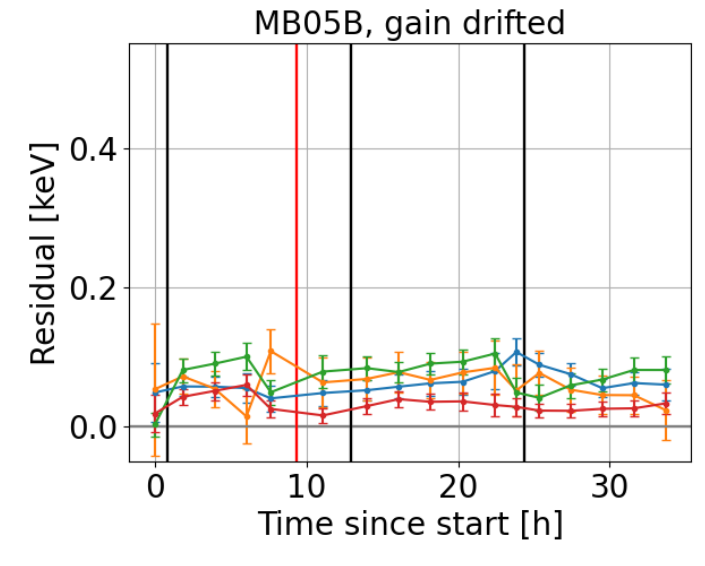 MB05B, gain drifted
Residual [keV]
0.4
0.2
0.0
0 10 20 30
Time since start [h]